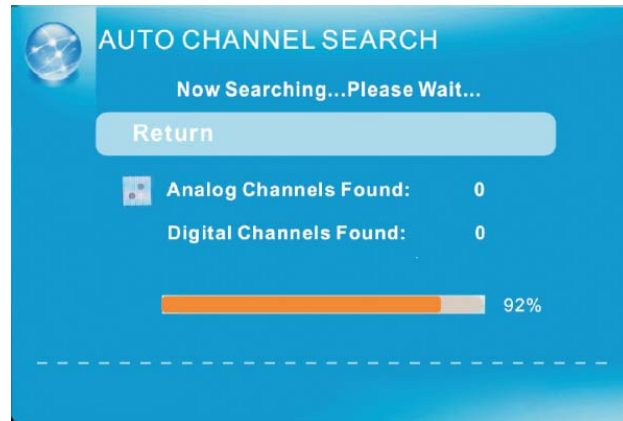 AUTO CHANNEL SEARCH
Now Searching...Please Wait...
Return
Analog Channels Found: 0
Digital Channels Found: 0
92%